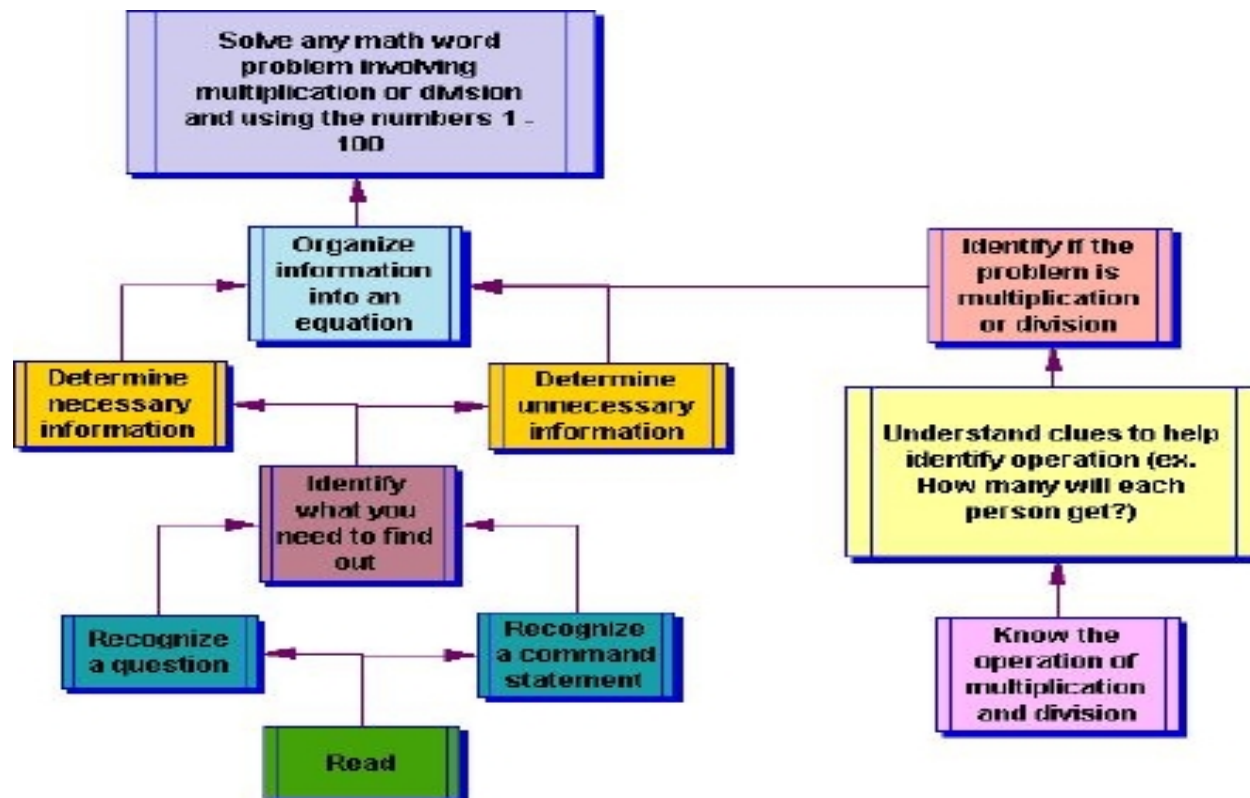 Solve any math word
problem involving
multiplication or division
and using the numbers 1 -
100
Organize
information
into an
equation
Identify if the
problem is
multiplication
or division
Determine
necessary
information
Determine
unnecessary
information
Understand clues to help
identify operation (ex.
How many will each
person get?)
Identify
what you
need to find
out
Recognize
a question
Recognize
a command
statement
Know the
operation of
multiplication
and division
Read